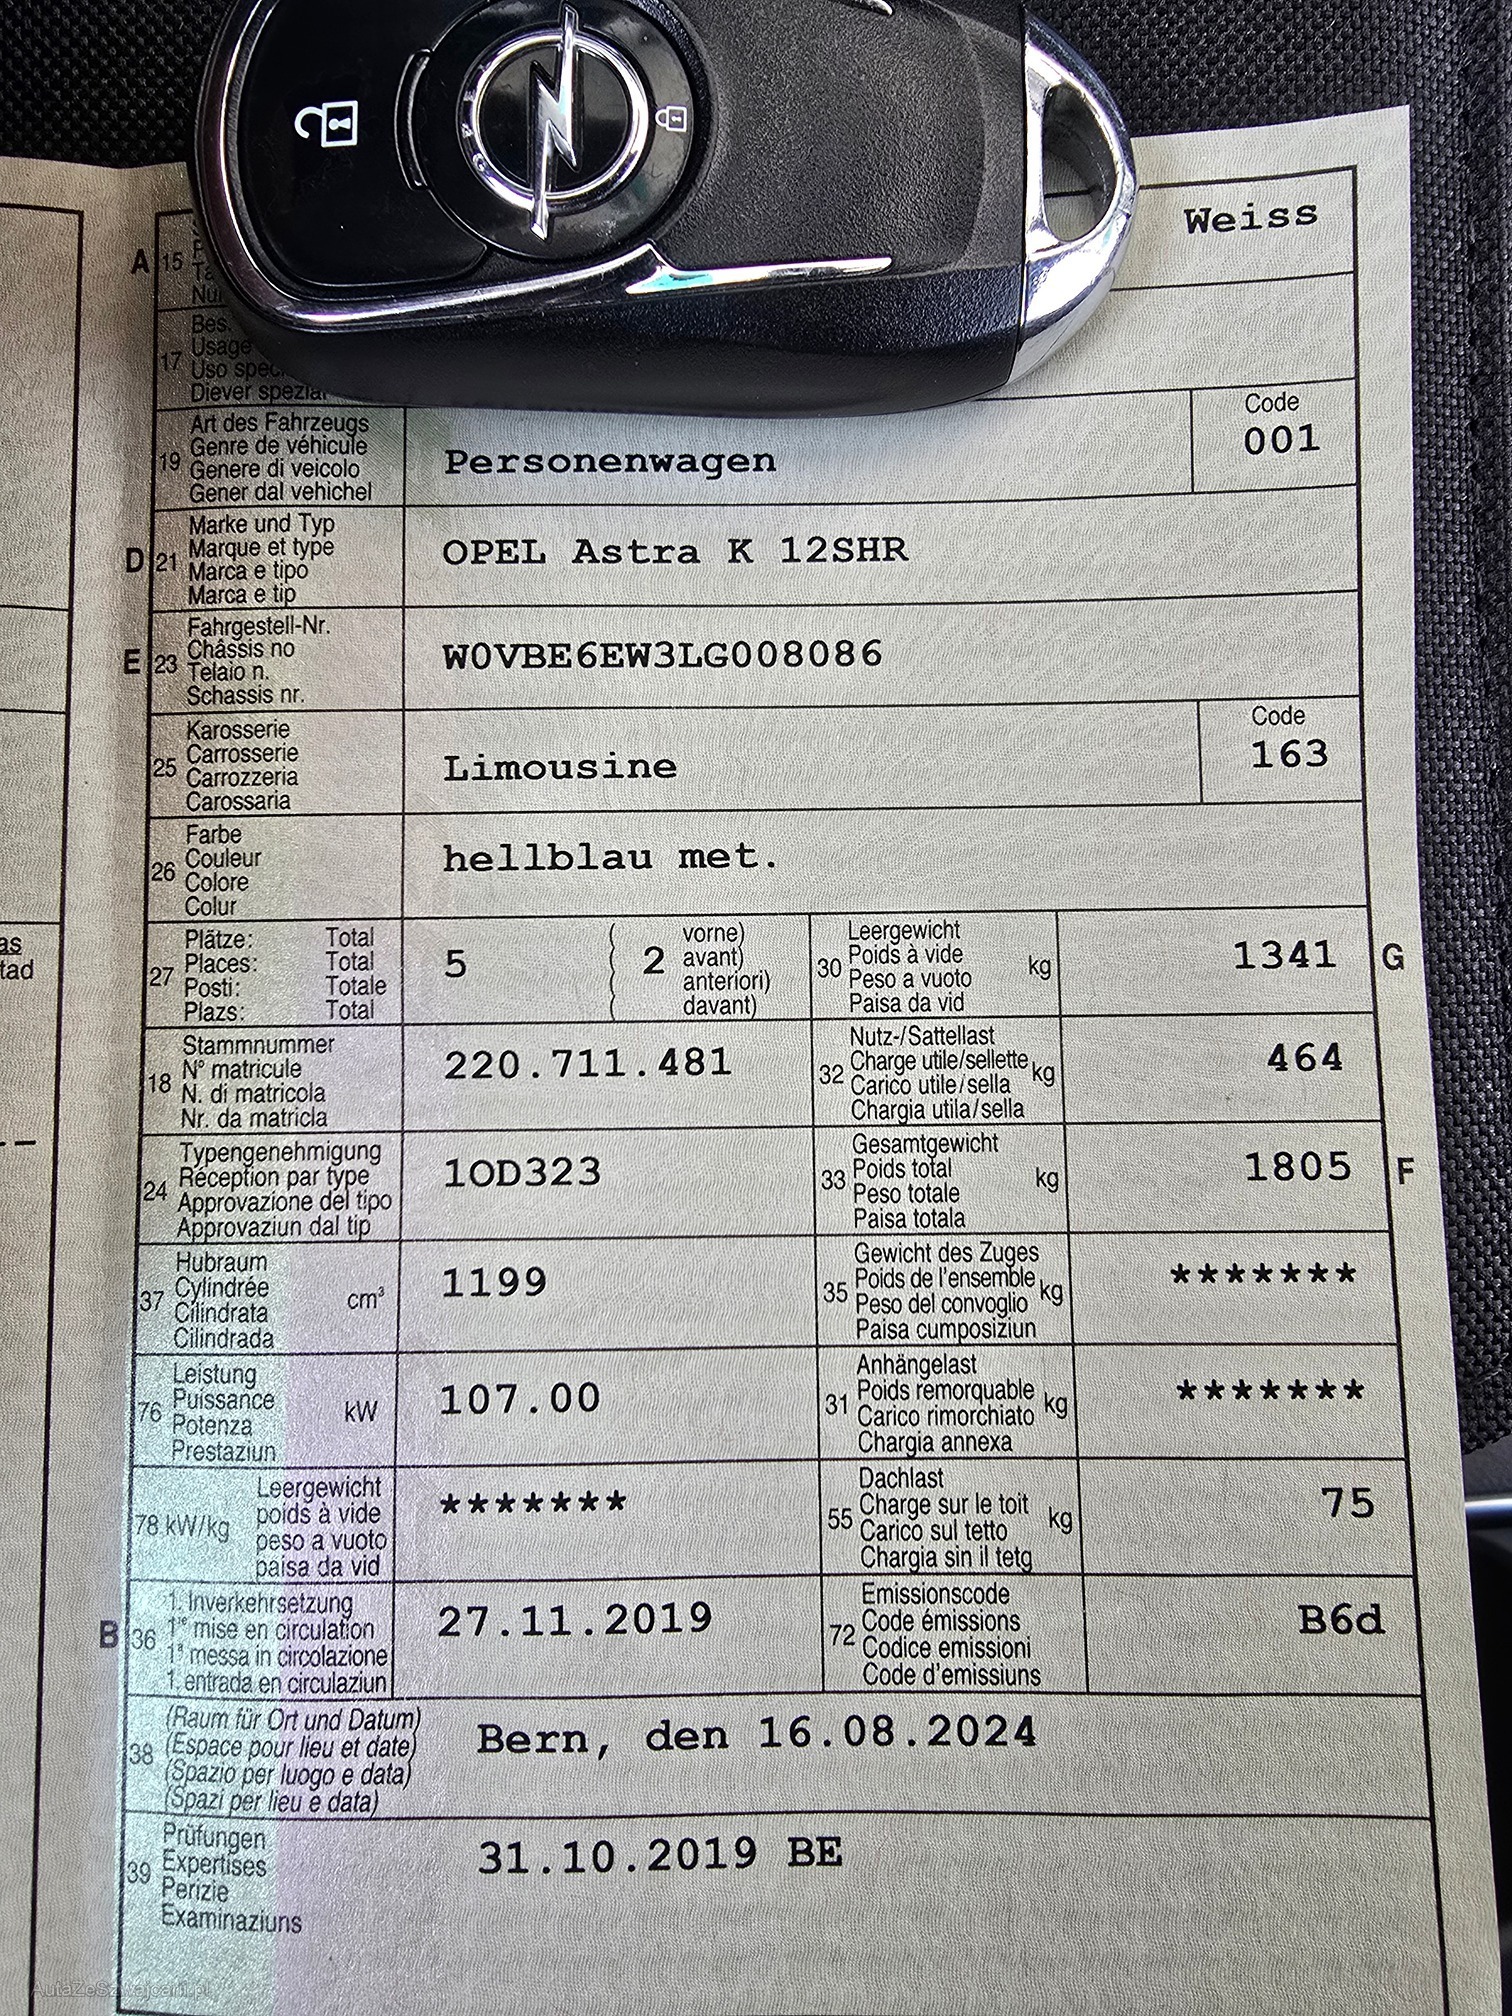 Weiss
A 15
17 Usage
Diever
19 Art des Fahrzeugs
Genre de véhicule
Genere di veicolo
Gener dal vehichel
Personenwagen
Code
001
D 21 Marke und Typ
Marque et type
Marca e tipo
Marca e tip
OPEL Astra K 12SHR
E 23 Fahrgestell-Nr.
Châssis no
Telaio n.
Schassis nr.
W0VBE6EW3LG008086
25 Karosserie
Carrosserie
Carrozzeria
Carossaria
Limousine
Code
163
26 Farbe
Couleur
Colore
Colur
hellblau met.
27 Plätze: Total
Places: Total
Posti: Totale
Plazs: Total
5
( vorne)
( 2 avant)
( anteriori)
( davant)
30 Leergewicht
Poids à vide kg
Peso a vuoto
Paisa da vid
1341 G
18 Stammnummer
N° matricule
N. di matricola
Nr. da matricla
220.711.481
32 Nutz-/Sattellast
Charge utile/sellette kg
Carico utile/sella
Chargia utila/sella
464
24 Typengenehmigung
Réception par type
Approvazione del tipo
Approvaziun dal tip
1OD323
33 Gesamtgewicht
Poids total kg
Peso totale
Paisa totala
1805 F
37 Hubraum
Cylindrée cm³
Cilindrata
Cilindrada
1199
35 Gewicht des Zuges
Poids de l'ensemble kg
Peso del convoglio
Paisa cumposiziun
*******
76 Leistung
Puissance kW
Potenza
Prestaziun
107.00
31 Anhängelast
Poids remorquable kg
Carico rimorchiato
Chargia annexa
*******
78 kW/kg Leergewicht
poids à vide
peso a vuoto
paisa da vid
*******
55 Dachlast
Charge sur le toit kg
Carico sul tetto
Chargia sin il tetg
75
B 36 1. Inverkehrsetzung
1re mise en circulation
1a messa in circolazione
1. entrada en circulaziun
27.11.2019
72 Emissionscode
Code émissions
Codice emissioni
Code d'emissiuns
B6d
38 (Raum für Ort und Datum)
(Espace pour lieu et date)
(Spazio per luogo e data)
(Spazi per lieu e data)
Bern, den 16.08.2024
39 Prüfungen
Expertises
Perizie
Examinaziuns
31.10.2019 BE
AutaZeSzwajcarii.pl